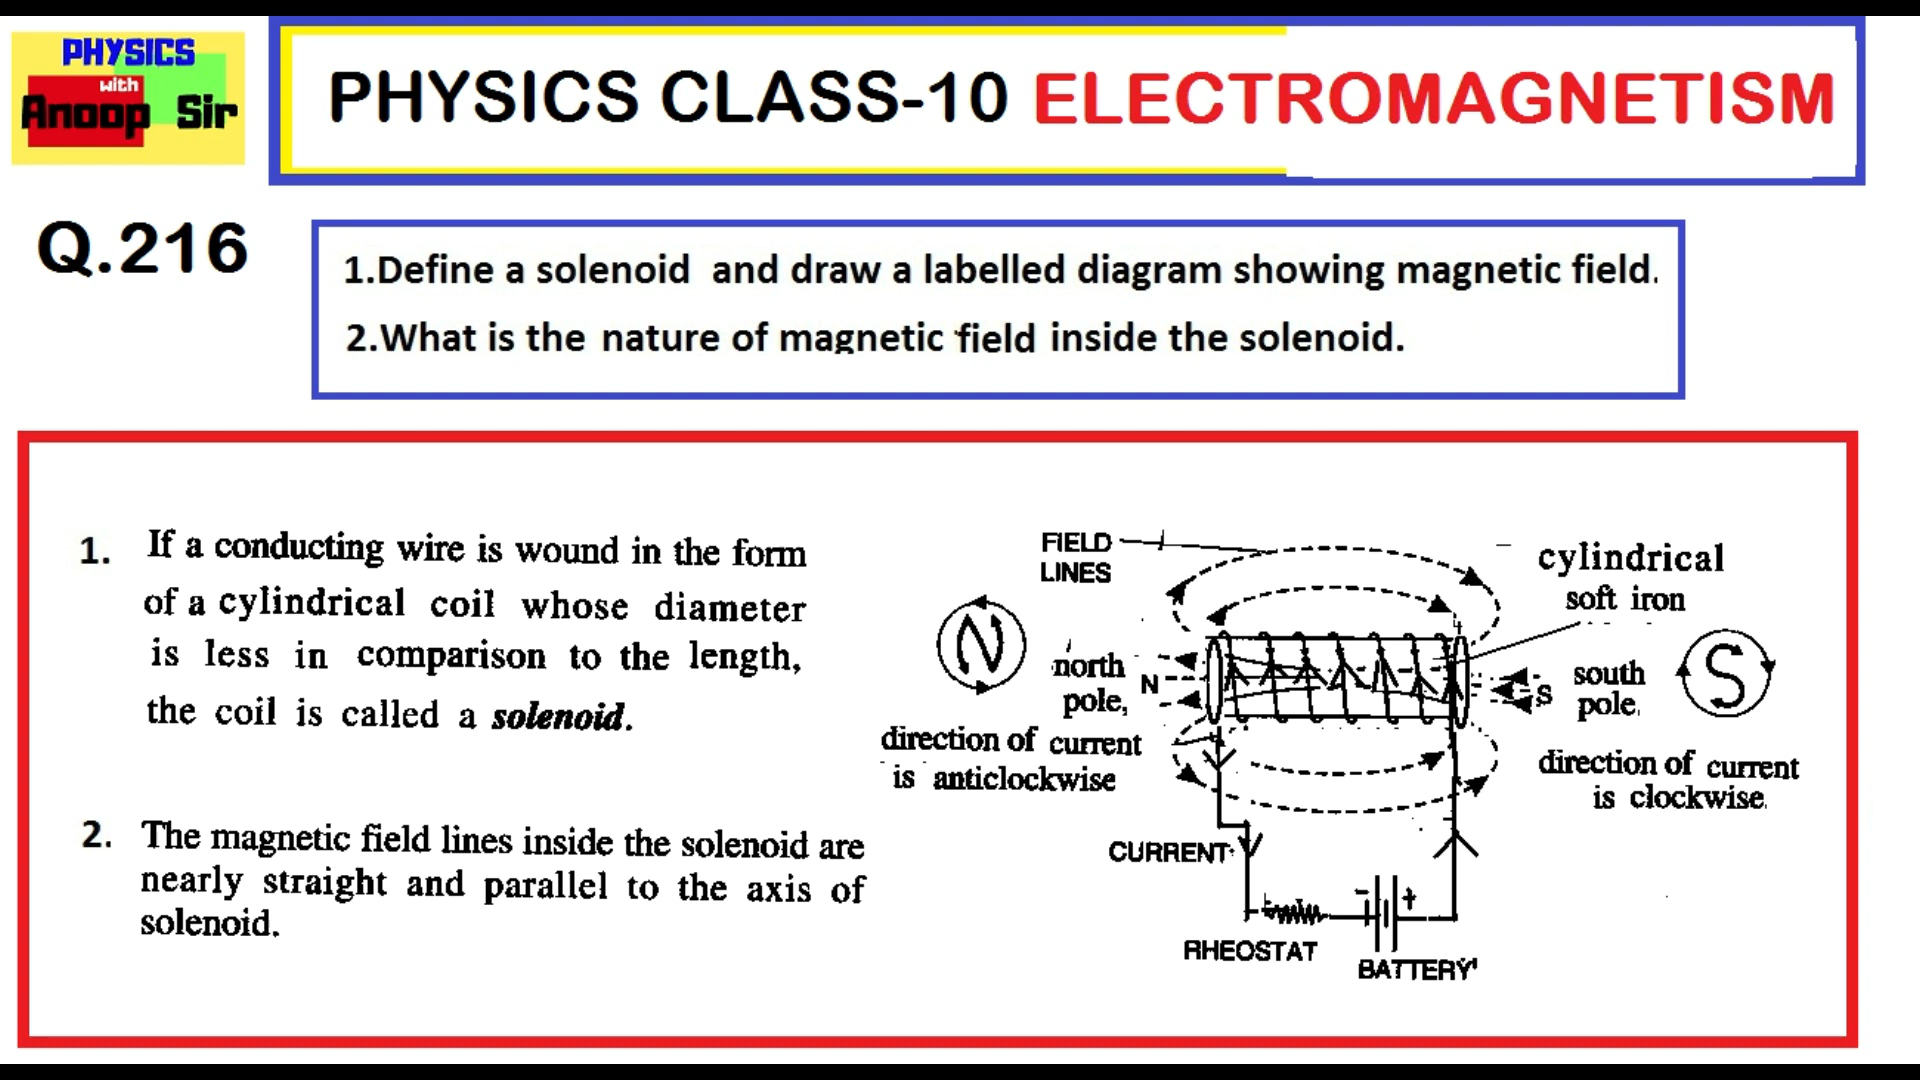 PHYSICS
with
Anoop Sir
PHYSICS CLASS-10 ELECTROMAGNETISM
Q.216
1.Define a solenoid and draw a labelled diagram showing magnetic field.
2.What is the nature of magnetic field inside the solenoid.
1. If a conducting wire is wound in the form
of a cylindrical coil whose diameter
is less in comparison to the length,
the coil is called a solenoid.
2. The magnetic field lines inside the solenoid are
nearly straight and parallel to the axis of
solenoid.
FIELD
LINES
cylindrical
soft iron
N
north
pole,
N
S
south
pole
S
direction of current
is anticlockwise
direction of current
is clockwise
CURRENT
- +
RHEOSTAT
BATTERY